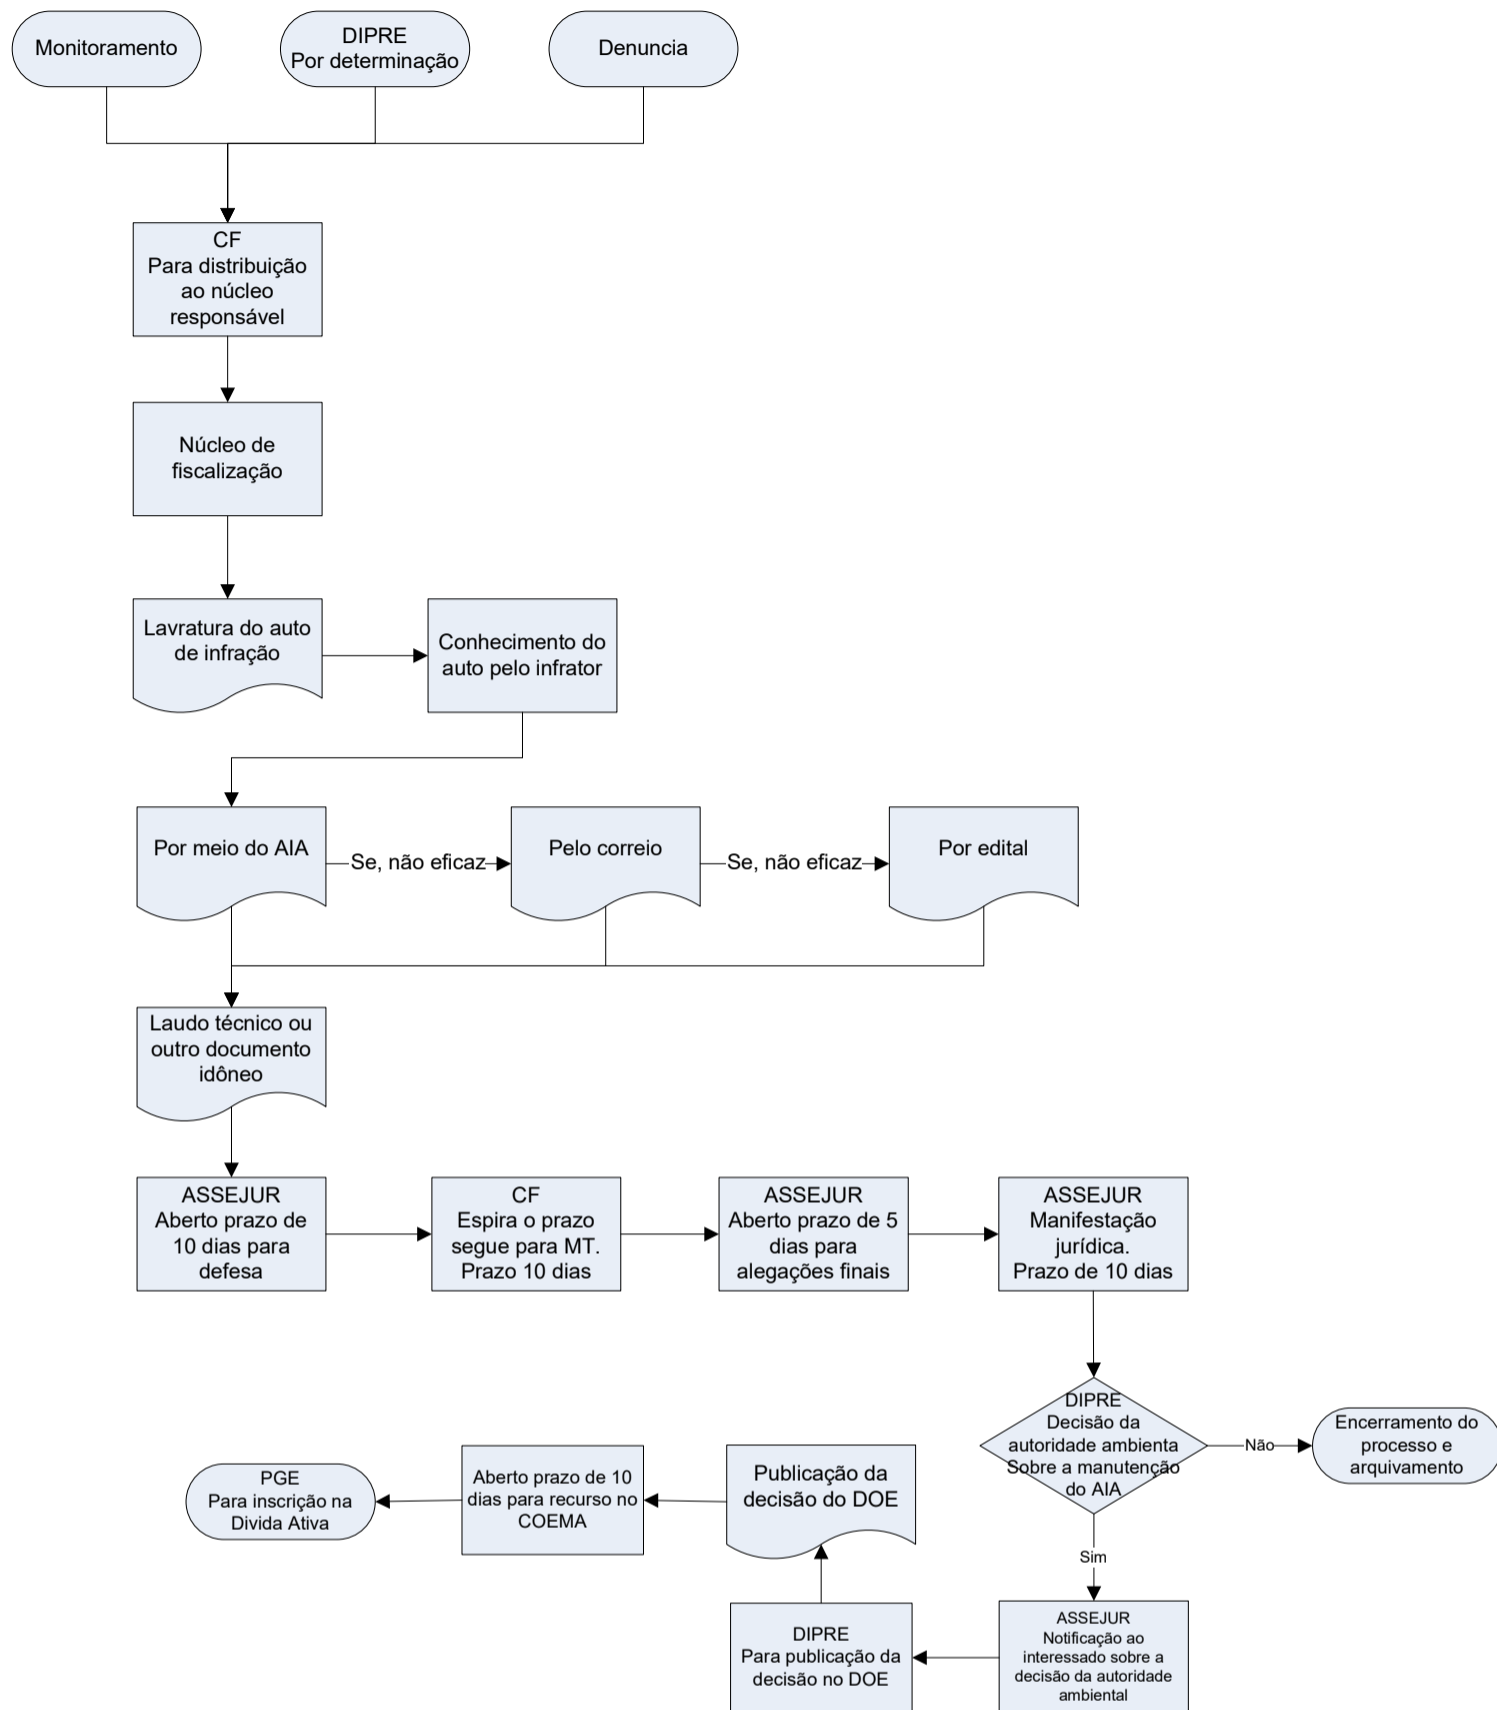 Monitoramento
DIPRE
Por determinação
Denuncia
CF
Para distribuição
ao núcleo
responsável
Núcleo de
fiscalização
Lavratura do auto
de infração
Conhecimento do
auto pelo infrator
Por meio do AIA
Se, não eficaz
Pelo correio
Se, não eficaz
Por edital
Laudo técnico ou
outro documento
idôneo
ASSEJUR
Aberto prazo de
10 dias para
defesa
CF
Espira o prazo
segue para MT.
Prazo 10 dias
ASSEJUR
Aberto prazo de 5
dias para
alegações finais
ASSEJUR
Manifestação
jurídica.
Prazo de 10 dias
DIPRE
Decisão da
autoridade ambienta
Sobre a manutenção
do AIA
Não
Encerramento do
processo e
arquivamento
Sim
ASSEJUR
Notificação ao
interessado sobre a
decisão da autoridade
ambiental
DIPRE
Para publicação da
decisão no DOE
Publicação da
decisão do DOE
Aberto prazo de 10
dias para recurso no
COEMA
PGE
Para inscrição na
Divida Ativa